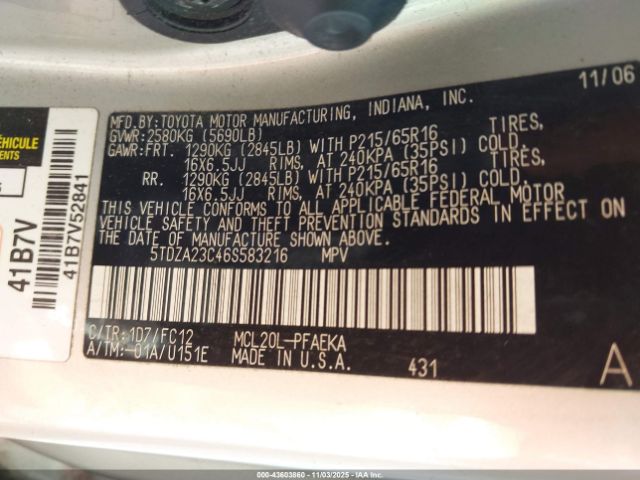 11/06
MFD.BY:TOYOTA MOTOR MANUFACTURING, INDIANA, INC.
GVWR:2580KG (5690LB)
GAWR:FRT. 1290KG (2845LB) WITH P215/65R16 TIRES,
16X6.5JJ RIMS, AT 240KPA (35PSI) COLD.
RR. 1290KG (2845LB) WITH P215/65R16 TIRES,
16X6.5JJ RIMS, AT 240KPA (35PSI) COLD.
THIS VEHICLE CONFORMS TO ALL APPLICABLE FEDERAL MOTOR
VEHICLE SAFETY AND THEFT PREVENTION STANDARDS IN EFFECT ON
THE DATE OF MANUFACTURE SHOWN ABOVE.
5TDZA23C46S583216 MPV
C/TR:1D7/FC12 MCL20L-PFAEKA
A/TM:-01A/U151E MADE IN U.S.A. 431 A
ÉHICULE
41B7V
41B7V52841
000-43603860 - 11/03/2025 - IAAI.COM